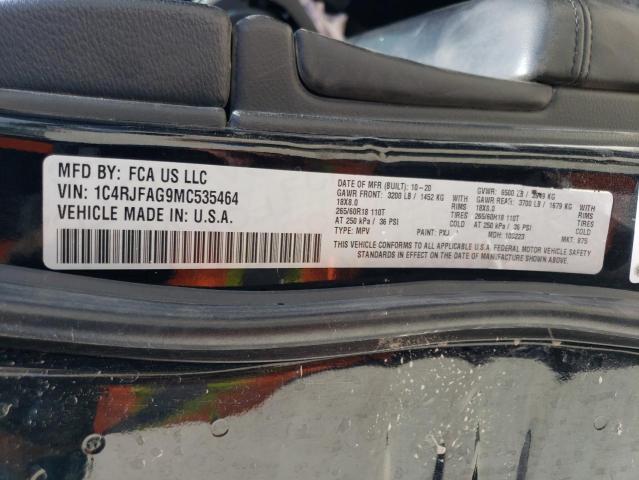 MFD BY: FCA US LLC
VIN: 1C4RJFAG9MC535464
VEHICLE MADE IN: U.S.A.
DATE OF MFR (BUILT): 10-20
GVWR: 6500 LB
GAWR FRONT: 3200 LB / 1452 KG RIMS
18X8.0 TIRES
265/60R18 110T COLD
AT 250 kPa / 36 PSI
GAWR REAR: 3700 LB / 1679 KG
18X8.0 RIMS
265/60R18 110T TIRES
AT 250 kPa / 36 PSI COLD
TYPE: MPV PAINT: PXJ MDH: MKT: 975
THIS VEHICLE CONFORMS TO ALL APPLICABLE U.S.A. FEDERAL MOTOR VEHICLE SAFETY
STANDARDS IN EFFECT ON THE DATE OF MANUFACTURE SHOWN ABOVE.